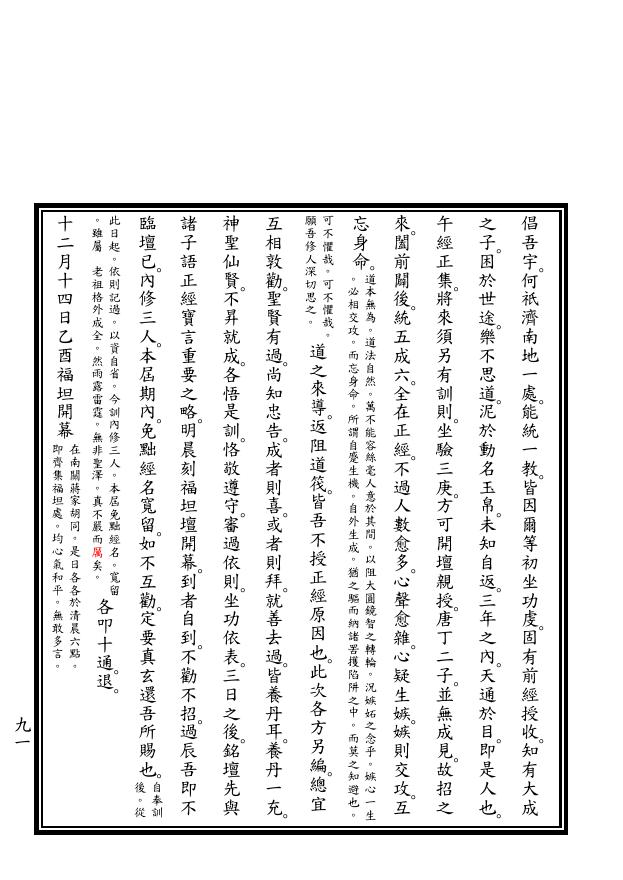 倡吾宇。何祇濟南地一處。能統一教。皆因爾等初坐功虔。固有前經授收。知有大成
之子。困於世途。樂不思道。泥於動名玉帛。未知自返。三年之內。天通於目。即是人也。
午經正集。將來須另有訓則。坐驗三庚。方可開壇親授。唐丁二子。並無成見。故招之
來。闔前闢後。統五成六。全在正經。不過人數愈多。心聲愈雜。心疑生嫉。嫉則交攻。互
忘身命。道本無為。道法自然。萬不能容絲毫人意於其間。以阻大圓鏡智之轉輪。況嫉妬之念乎。嫉心一生
。必相交攻。而忘身命。所謂自蹇生機。自外生成。猶之驅而納諸罟擭陷阱之中。而莫之知避也。
可不懼哉。可不懼哉。
願吾修人深切思之。
道之來導。返阻道筏。皆吾不授正經原因也。此次各方另編。總宜
互相敦勸。聖賢有過。尚知忠告。成者則喜。或者則拜。就善去過。皆養丹耳。養丹一充。
神聖仙賢。不昇就成。各悟是訓。恪敬遵守。審過依則。坐功依表。三日之後。銘壇先與
諸子語正經寶言重要之略。明晨刻福坦壇開幕。到者自到。不勸不招。過辰吾即不
臨壇已。內修三人。本屆期內。免黜經名寬留。如不互勸。定要真玄還吾所賜也。自奉訓
後。從
此日起。依則記過。以資自省。今訓內修三人。本屆免黜經名。寬留
。雖屬　老祖格外成全。然雨露雷霆。無非聖澤。真不嚴而厲矣。
各叩十通。退。
十二月十四日乙酉福坦開幕
在南關蔣家胡同。是日各各於清晨六點。
即齊集福坦處。均心氣和平。無敢多言。
九一